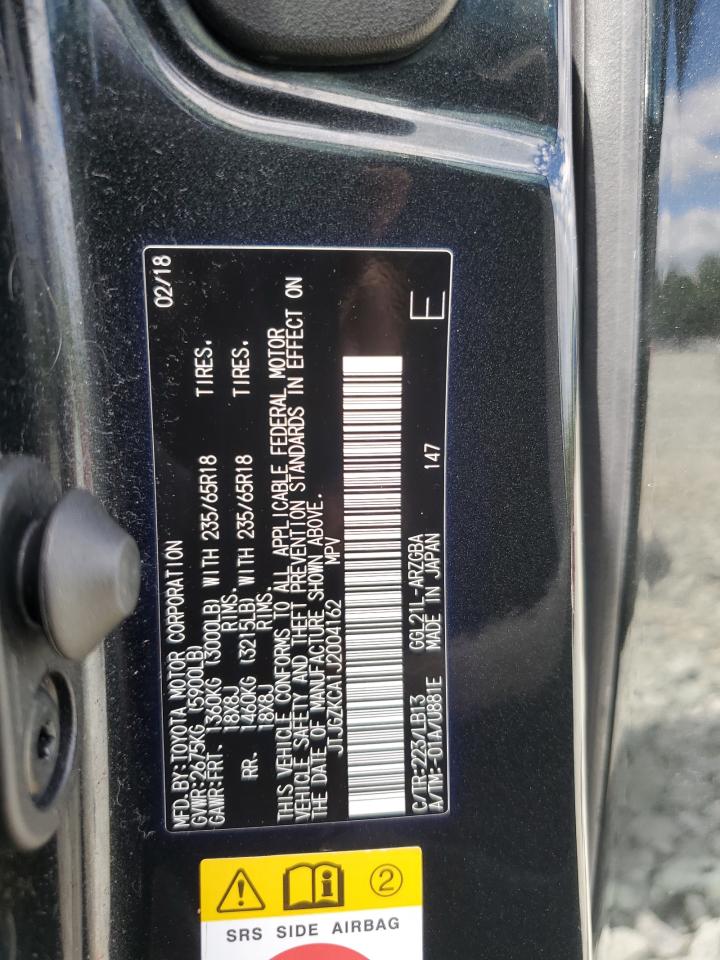 MFD.BY:TOYOTA MOTOR CORPORATION 02/18
GVWR:2675KG (5900LB)
GAWR:FRT. 1360KG (3000LB) WITH 235/65R18 TIRES.
18X8J RIMS.
RR. 1460KG (3215LB) WITH 235/65R18 TIRES.
18X8J RIMS.
THIS VEHICLE CONFORMS TO ALL APPLICABLE FEDERAL MOTOR
VEHICLE SAFETY AND THEFT PREVENTION STANDARDS IN EFFECT ON
THE DATE OF MANUFACTURE SHOWN ABOVE.
JTJGZKCA1J2004162 MPV
C/TR:223/LB13 GGL21L-ARZGBA 147
A/TM:-01A/U881E MADE IN JAPAN
E
2
SRS SIDE AIRBAG